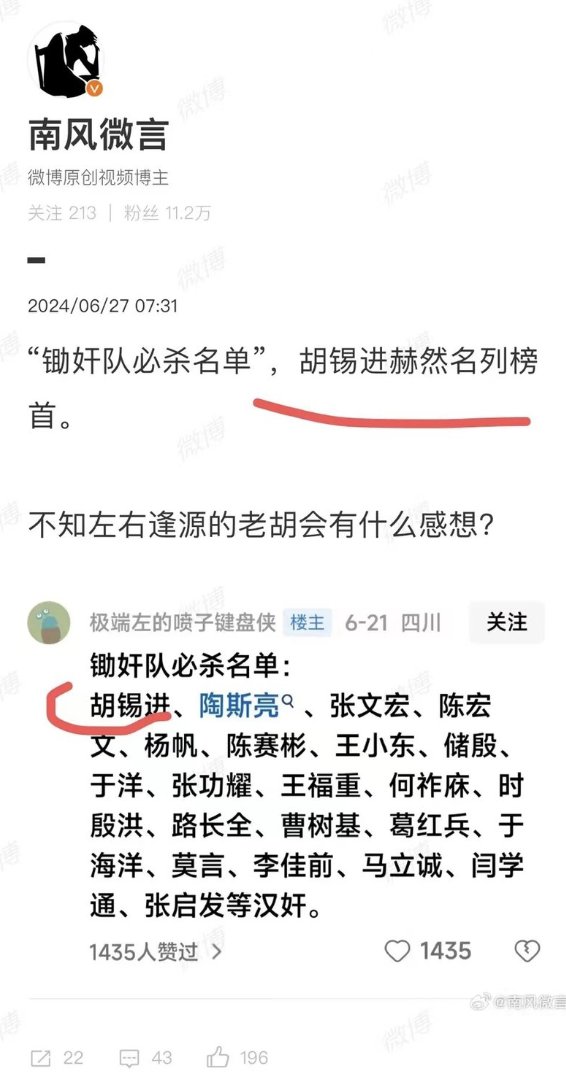 南风微言
微博原创视频博主
关注 213 | 粉丝 11.2万
2024/06/27 07:31
“锄奸队必杀名单”，胡锡进赫然名列榜
首。
不知左右逢源的老胡会有什么感想？
极端左的喷子键盘侠 楼主 6-21 四川 关注
锄奸队必杀名单：
胡锡进、陶斯亮、张文宏、陈宏
文、杨帆、陈赛彬、王小东、储殷、
于洋、张功耀、王福重、何祚庥、时
殷洪、路长全、曹树基、葛红兵、于
海洋、莫言、李佳前、马立诚、闫学
通、张启发等汉奸。
1435人赞过 > 1435
@南风微言
22 43 196